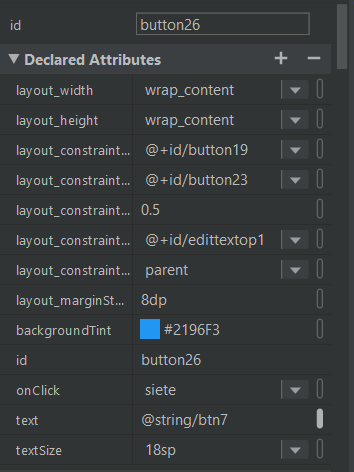 id button26
Declared Attributes + −
layout_width wrap_content
layout_height wrap_content
layout_constraint... @+id/button19
layout_constraint... @+id/button23
layout_constraint... 0.5
layout_constraint... @+id/edittextop1
layout_constraint... parent
layout_marginSt... 8dp
backgroundTint #2196F3
id button26
onClick siete
text @string/btn7
textSize 18sp